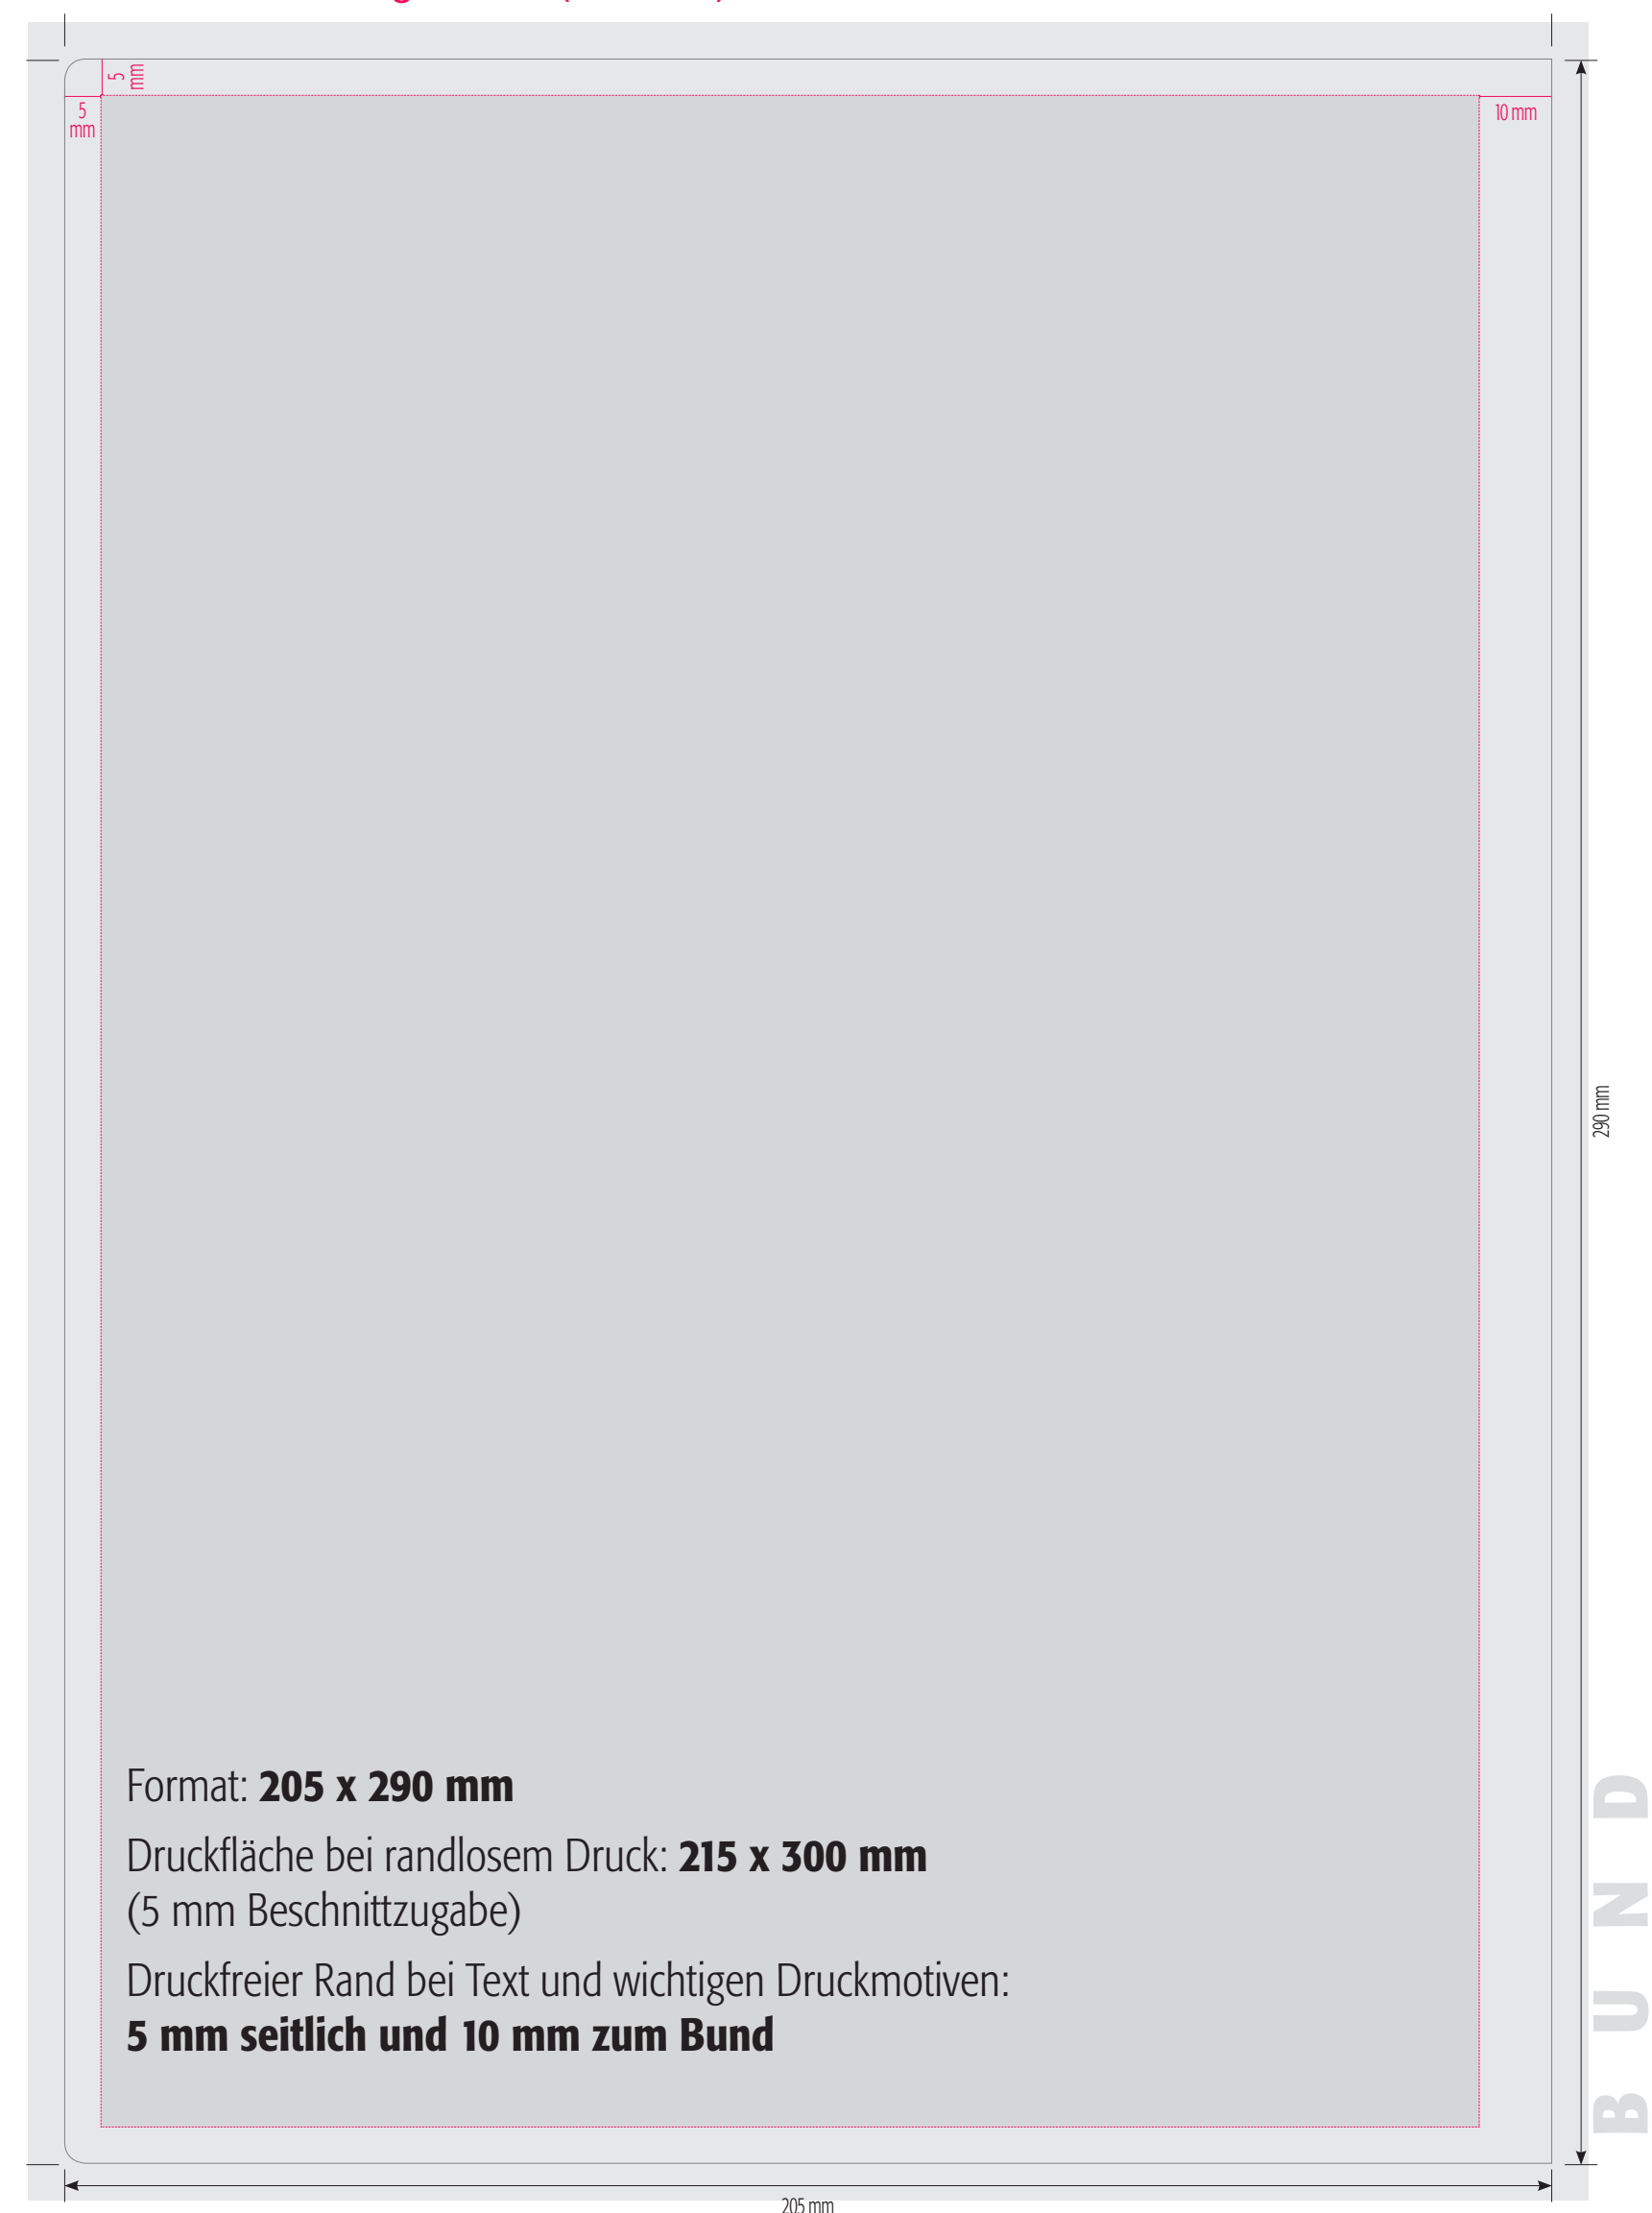 5
mm
5
mm
10 mm
290 mm
Format: 205 x 290 mm
Druckfläche bei randlosem Druck: 215 x 300 mm
(5 mm Beschnittzugabe)
Druckfreier Rand bei Text und wichtigen Druckmotiven:
5 mm seitlich und 10 mm zum Bund
BUND
205 mm